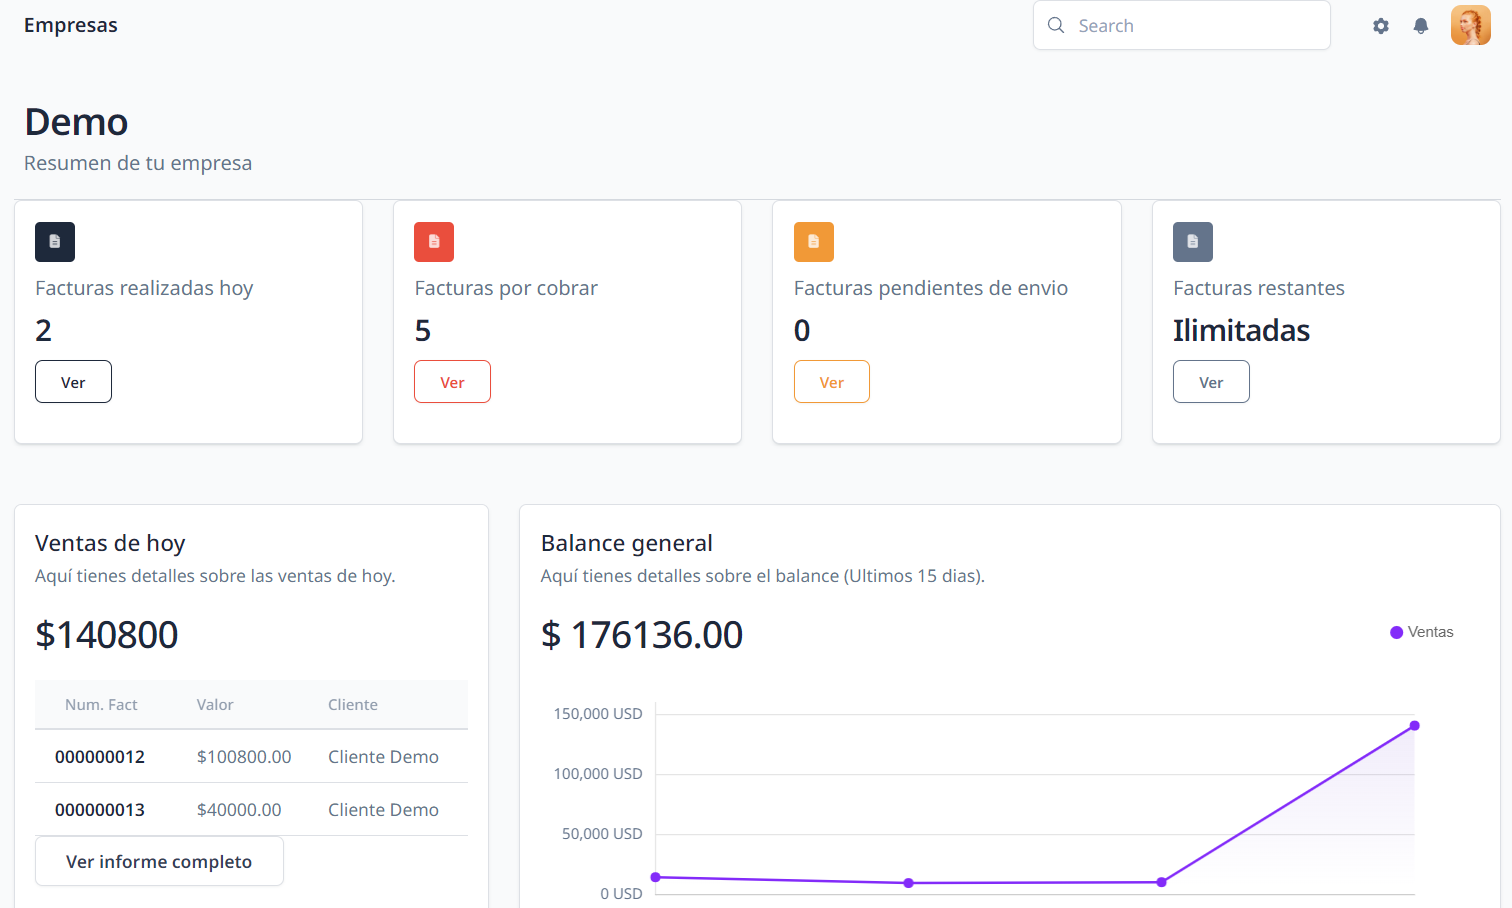 Empresas
Search
Demo
Resumen de tu empresa
Facturas realizadas hoy
2
Ver
Facturas por cobrar
5
Ver
Facturas pendientes de envio
0
Ver
Facturas restantes
Ilimitadas
Ver
Ventas de hoy
Aquí tienes detalles sobre las ventas de hoy.
$140800
Num. Fact Valor Cliente
000000012 $100800.00 Cliente Demo
000000013 $40000.00 Cliente Demo
Ver informe completo
Balance general
Aquí tienes detalles sobre el balance (Ultimos 15 dias).
$ 176136.00
Ventas
150,000 USD
100,000 USD
50,000 USD
0 USD